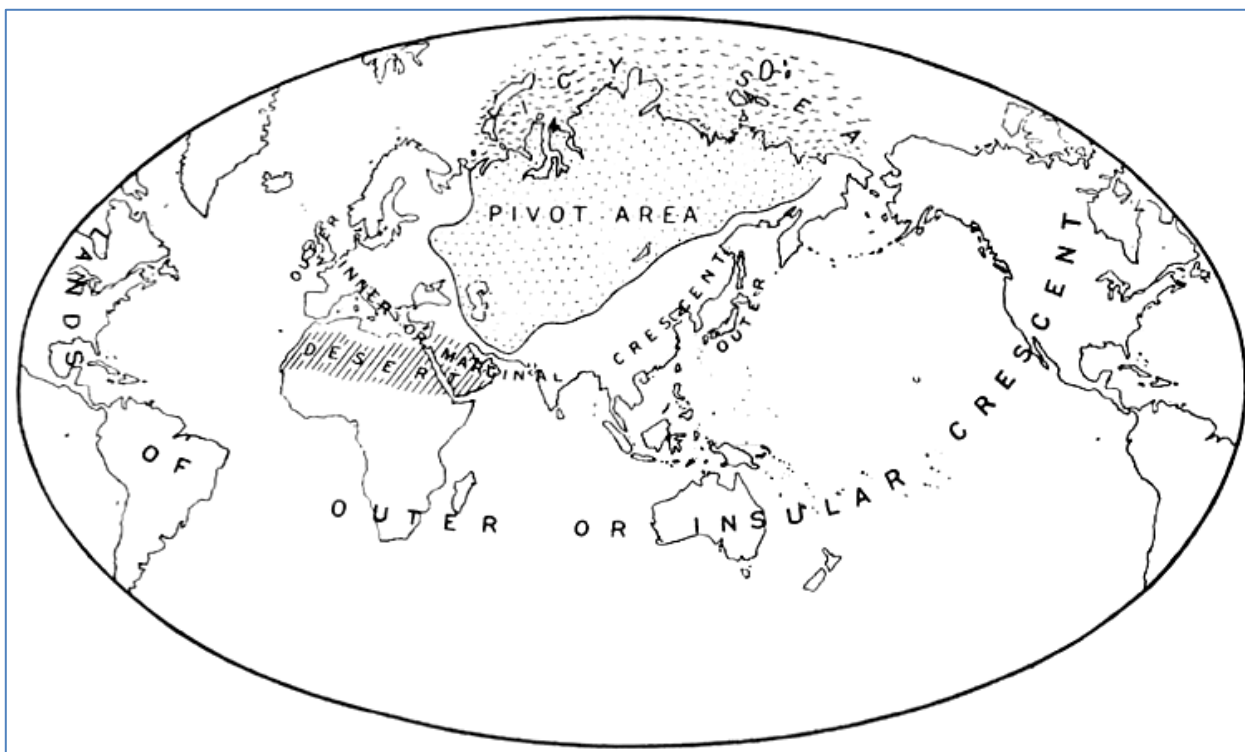 ICY SEA
PIVOT AREA
LANDS OF OUTER OR INSULAR CRESCENT
OUTER
INNER OR MARGINAL CRESCENT
OUTER
DESERT